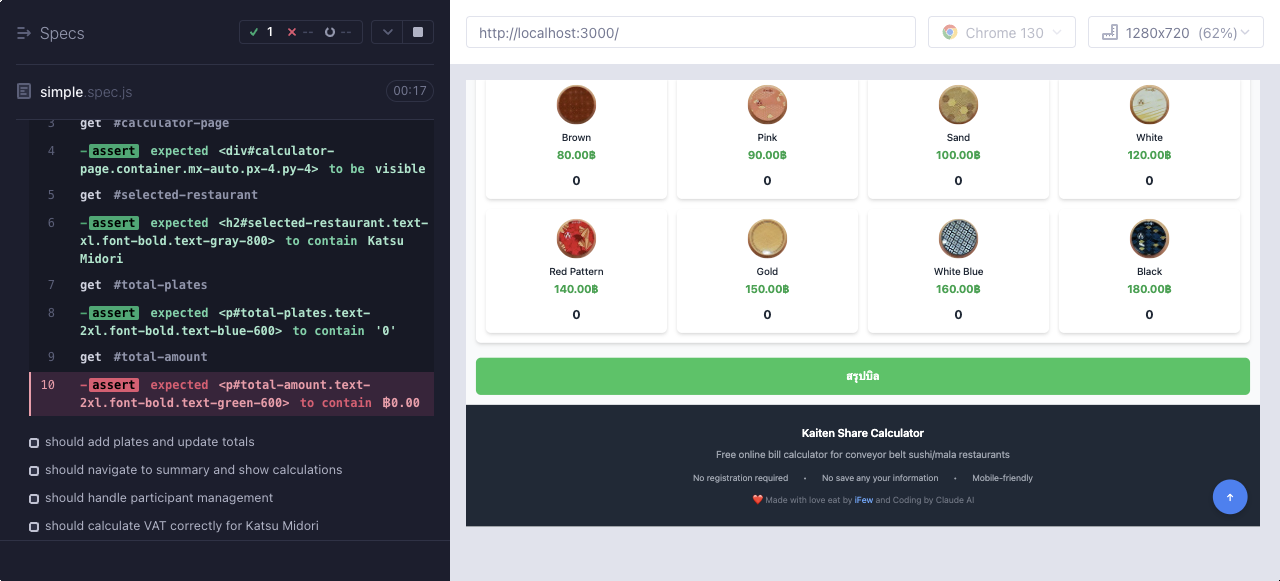 Specs
1
--
--
simple.spec.js
00:17
3 get #calculator-page
4 -assert expected <div#calculator-
page.container.mx-auto.px-4.py-4> to be visible
5 get #selected-restaurant
6 -assert expected <h2#selected-restaurant.text-
xl.font-bold.text-gray-800> to contain Katsu
Midori
7 get #total-plates
8 -assert expected <p#total-plates.text-
2xl.font-bold.text-blue-600> to contain '0'
9 get #total-amount
10 -assert expected <p#total-amount.text-
2xl.font-bold.text-green-600> to contain ฿0.00
should add plates and update totals
should navigate to summary and show calculations
should handle participant management
should calculate VAT correctly for Katsu Midori
http://localhost:3000/
Chrome 130
1280x720 (62%)
Brown
80.00฿
0
Pink
90.00฿
0
Sand
100.00฿
0
White
120.00฿
0
Red Pattern
140.00฿
0
Gold
150.00฿
0
White Blue
160.00฿
0
Black
180.00฿
0
สรุปบิล
Kaiten Share Calculator
Free online bill calculator for conveyor belt sushi/mala restaurants
No registration required • No save any your information • Mobile-friendly
❤️ Made with love eat by iFew and Coding by Claude AI